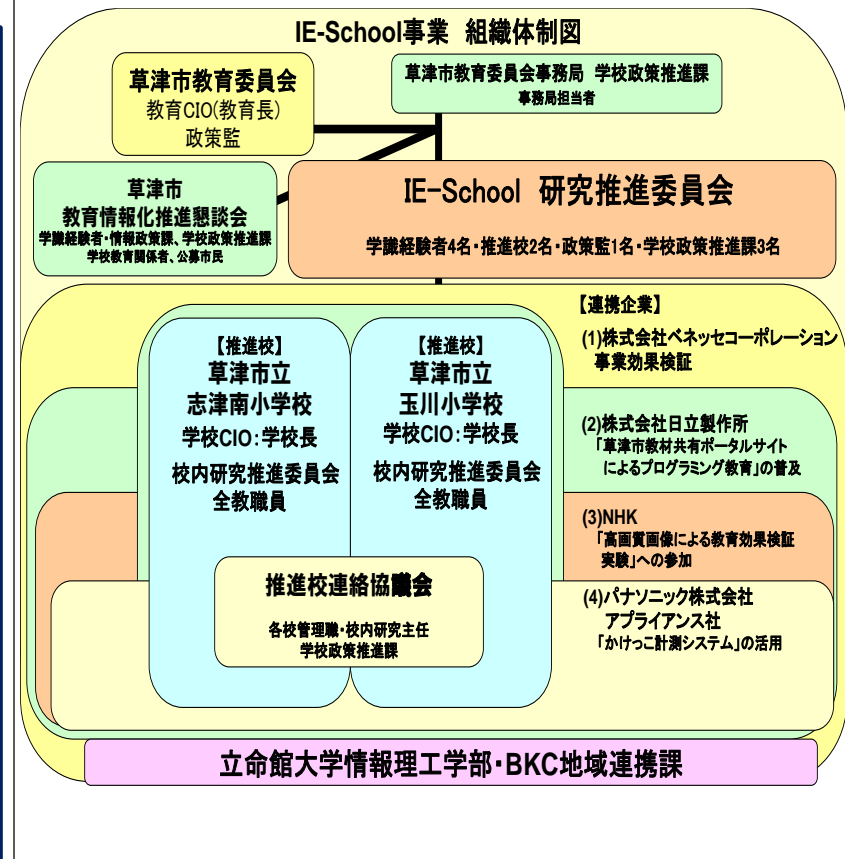 IE-School事業 組織体制図
草津市教育委員会
教育CIO(教育長)
政策監
草津市教育委員会事務局 学校政策推進課
事務局担当者
草津市
教育情報化推進懇談会
学識経験者・情報政策課、学校政策推進課
学校教育関係者、公募市民
IE-School 研究推進委員会
学識経験者4名・推進校2名・政策監1名・学校政策推進課3名
【推進校】
草津市立
志津南小学校
学校CIO:学校長
校内研究推進委員会
全教職員
【推進校】
草津市立
玉川小学校
学校CIO:学校長
校内研究推進委員会
全教職員
推進校連絡協議会
各校管理職・校内研究主任
学校政策推進課
【連携企業】
(1)株式会社ベネッセコーポレーション
事業効果検証
(2)株式会社日立製作所
「草津市教材共有ポータルサイト
によるプログラミング教育」の普及
(3)NHK
「高画質画像による教育効果検証
実験」への参加
(4)パナソニック株式会社
アプライアンス社
「かけっこ計測システム」の活用
立命館大学情報理工学部・BKC地域連携課